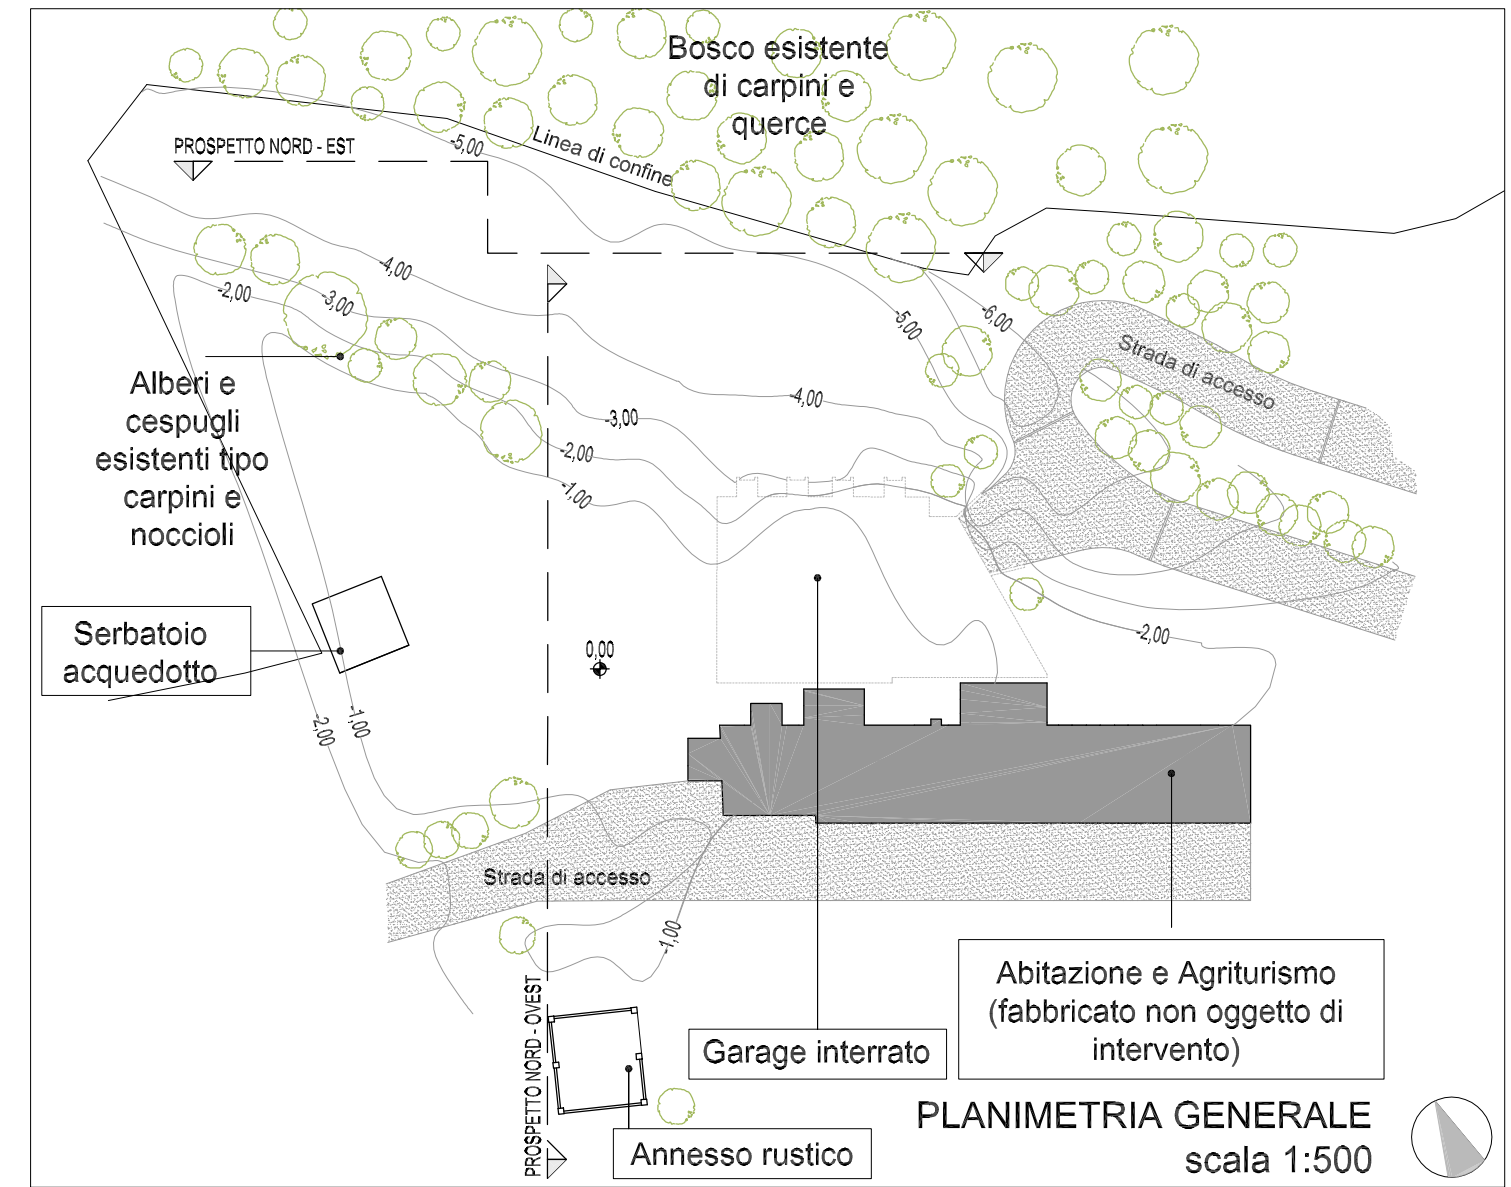 Bosco esistente
di carpini e
querce
PROSPETTO NORD - EST
-5,00
Linea di confine
-4,00
-2,00
-3,00
-5,00
-6,00
Strada di accesso
Alberi e
cespugli
esistenti tipo
carpini e
noccioli
-4,00
-3,00
-2,00
-1,00
Serbatoio
acquedotto
0,00
-2,00
-2,00
-1,00
Strada di accesso
-1,00
PROSPETTO NORD - OVEST
Abitazione e Agriturismo
(fabbricato non oggetto di
intervento)
Garage interrato
Annesso rustico
PLANIMETRIA GENERALE
scala 1:500